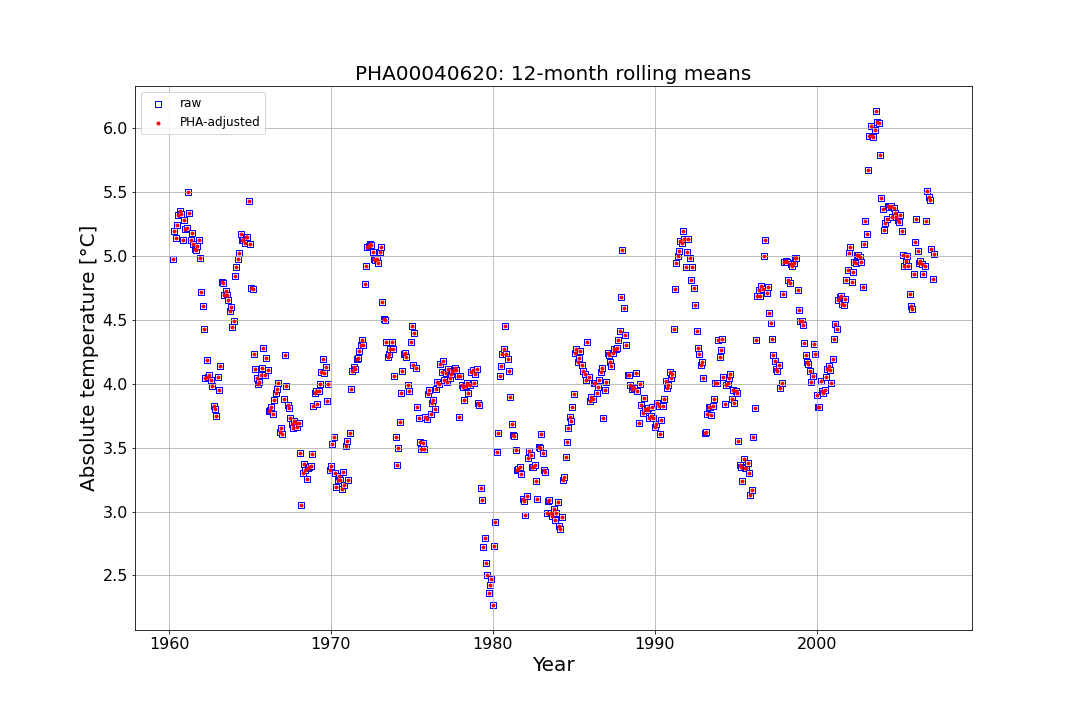 PHA00040620: 12-month rolling means
raw
PHA-adjusted
Absolute temperature [°C]
6.0
5.5
5.0
4.5
4.0
3.5
3.0
2.5
1960 1970 1980 1990 2000
Year